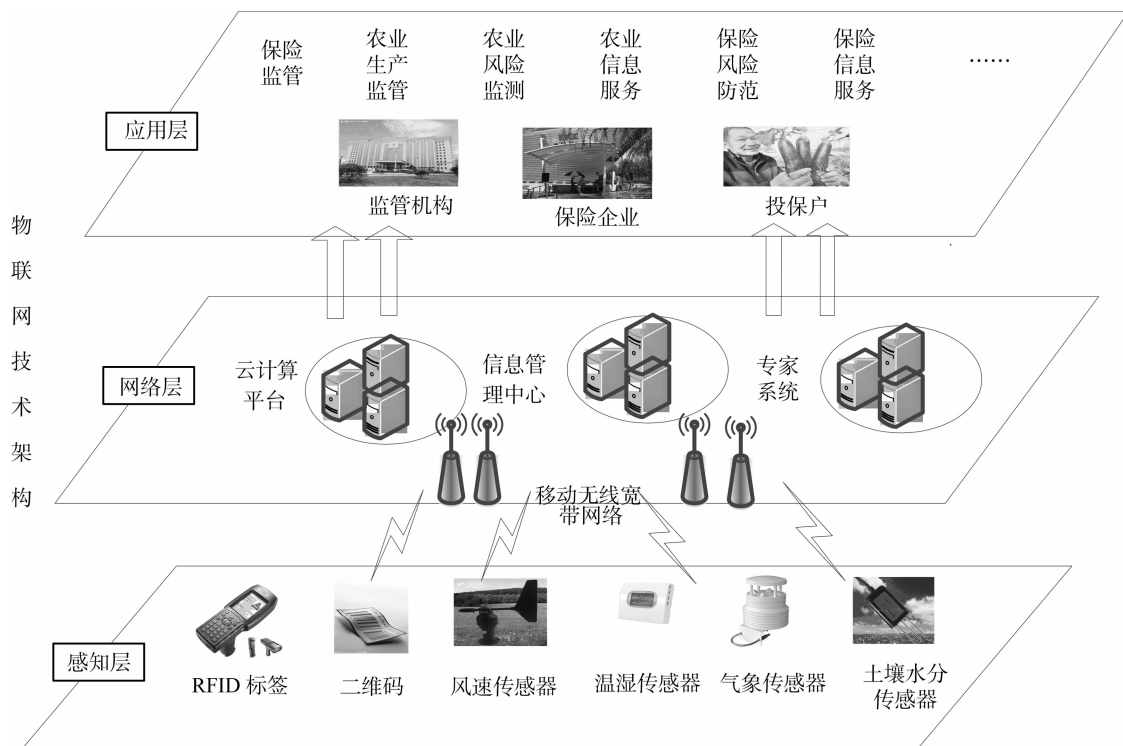 保险
监管
农业
生产
监管
农业
风险
监测
农业
信息
服务
保险
风险
防范
保险
信息
服务
……
应用层
监管机构
保险企业
投保户
物
联
网
技
术
架
构
网络层
云计算
平台
信息管
理中心
专家
系统
移动无线宽
带网络
感知层
RFID 标签
二维码
风速传感器
温湿传感器
气象传感器
土壤水分
传感器